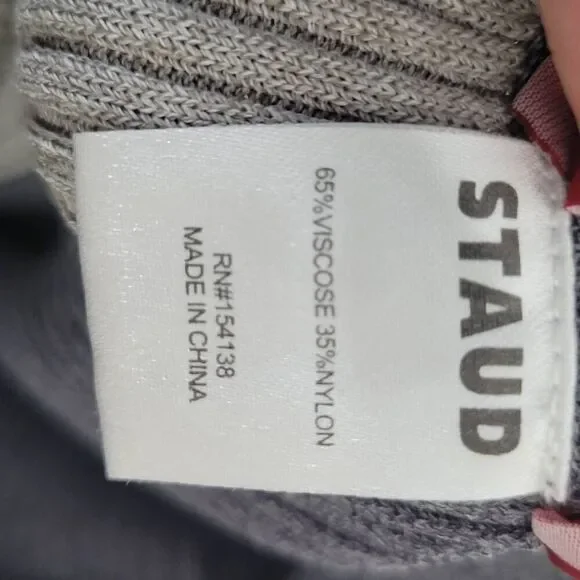 STAUD
65%VISCOSE 35%NYLON
RN#154138
MADE IN CHINA